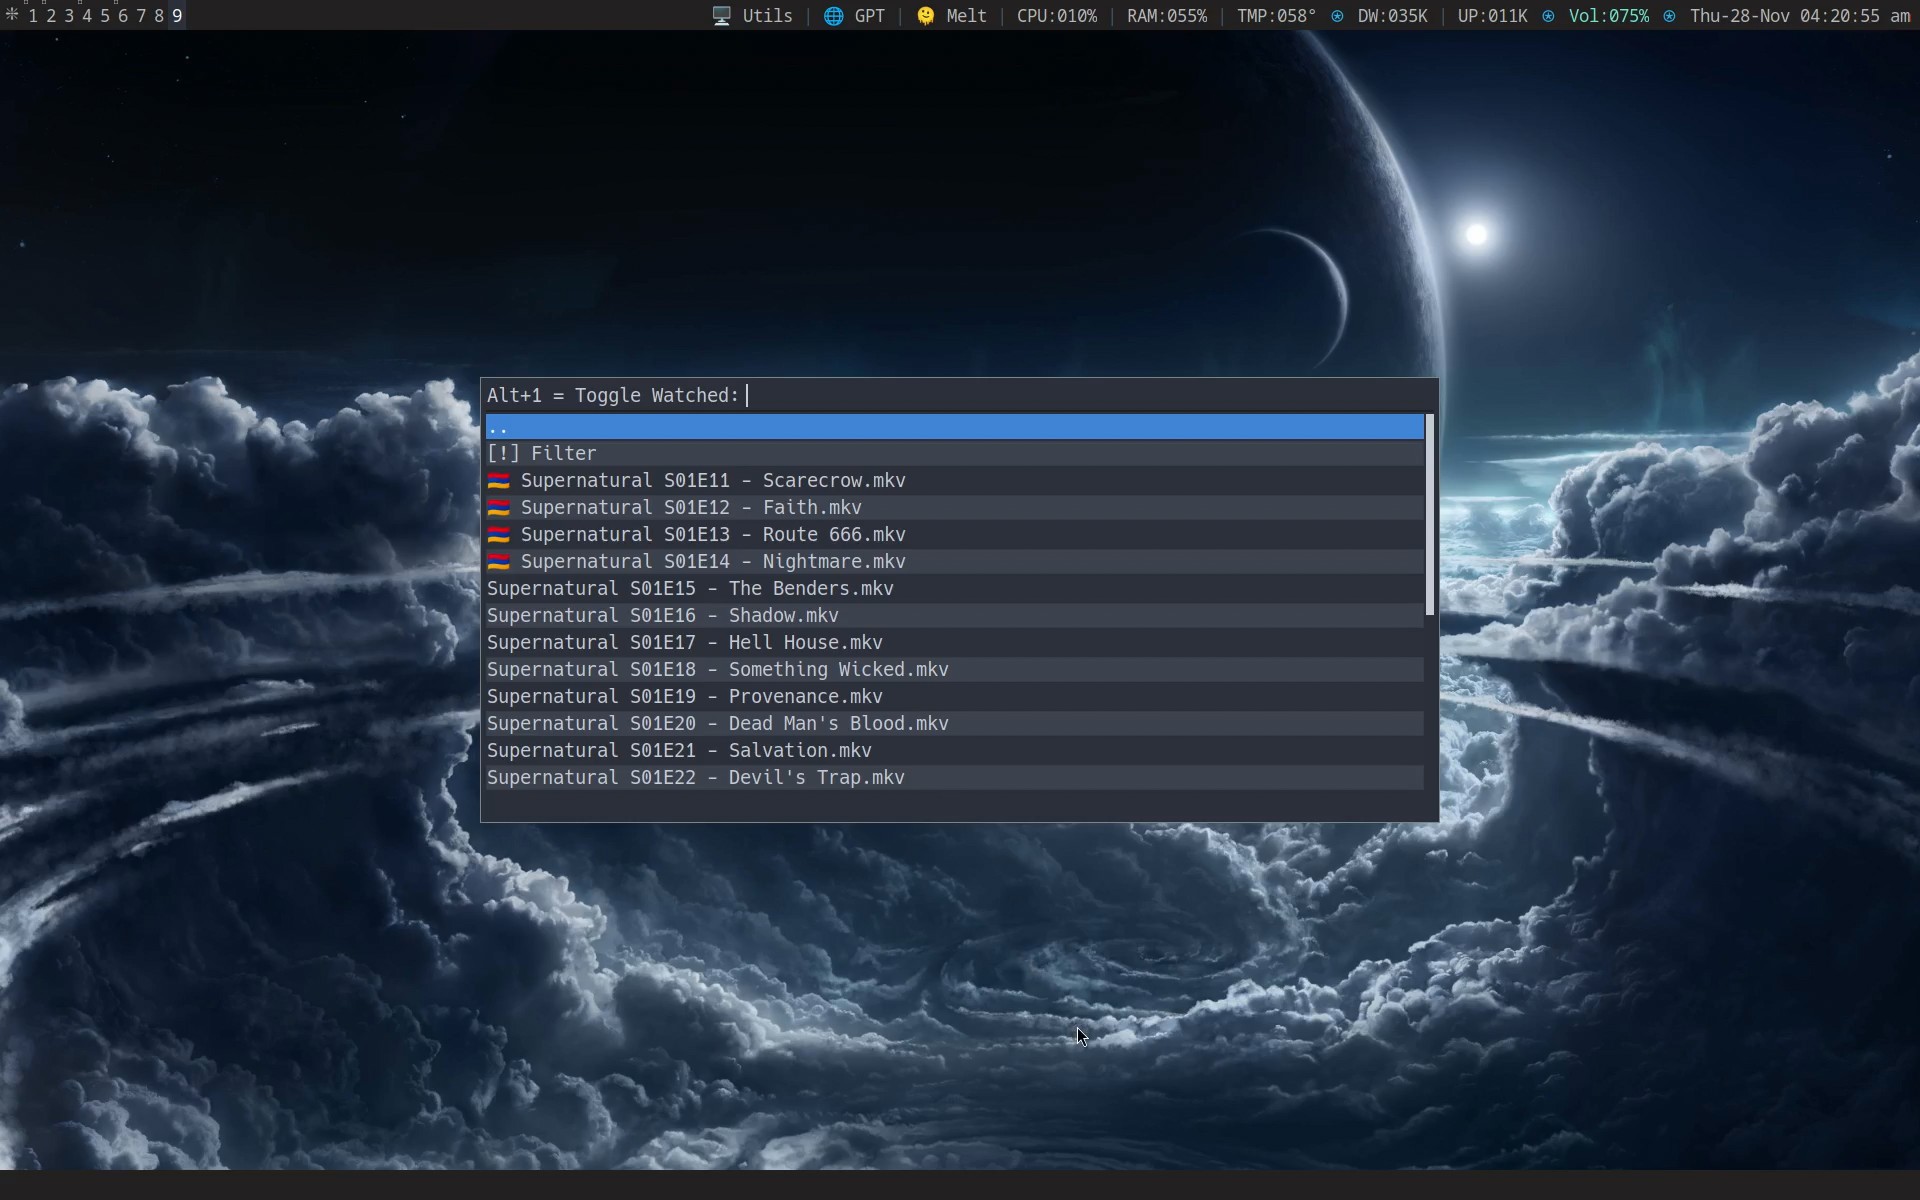 1 2 3 4 5 6 7 8 9 🖥️ Utils | 🌐 GPT | 🫠 Melt | CPU:010% | RAM:055% | TMP:058° DW:035K | UP:011K Vol:075% Thu-28-Nov 04:20:55 am
Alt+1 = Toggle Watched:
..
[!] Filter
🇦🇲 Supernatural S01E11 - Scarecrow.mkv
🇦🇲 Supernatural S01E12 - Faith.mkv
🇦🇲 Supernatural S01E13 - Route 666.mkv
🇦🇲 Supernatural S01E14 - Nightmare.mkv
Supernatural S01E15 - The Benders.mkv
Supernatural S01E16 - Shadow.mkv
Supernatural S01E17 - Hell House.mkv
Supernatural S01E18 - Something Wicked.mkv
Supernatural S01E19 - Provenance.mkv
Supernatural S01E20 - Dead Man's Blood.mkv
Supernatural S01E21 - Salvation.mkv
Supernatural S01E22 - Devil's Trap.mkv